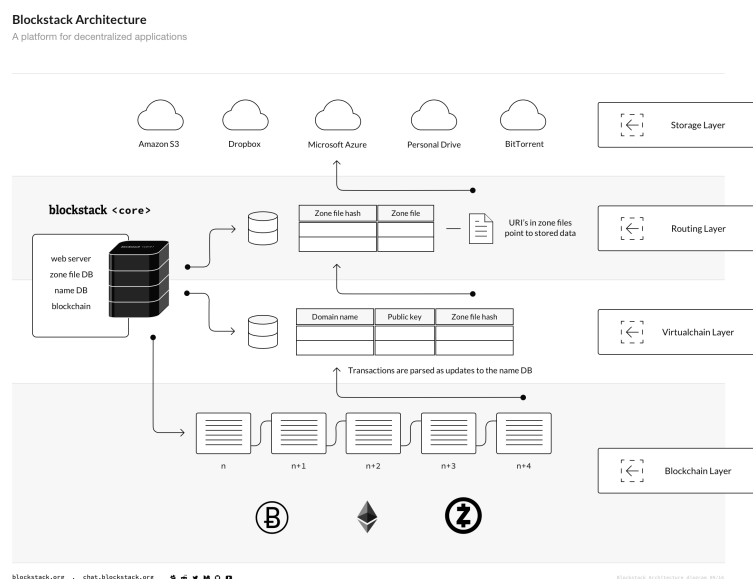 Blockstack Architecture
A platform for decentralized applications
Amazon S3
Dropbox
Microsoft Azure
Personal Drive
BitTorrent
Storage Layer
blockstack <core>
web server
zone file DB
name DB
blockchain
Zone file hash
Zone file
URI's in zone files
point to stored data
Routing Layer
Domain name
Public key
Zone file hash
Virtualchain Layer
Transactions are parsed as updates to the name DB
n
n+1
n+2
n+3
n+4
Blockchain Layer
blockstack.org . chat.blockstack.org
Blockstack Architecture diagram